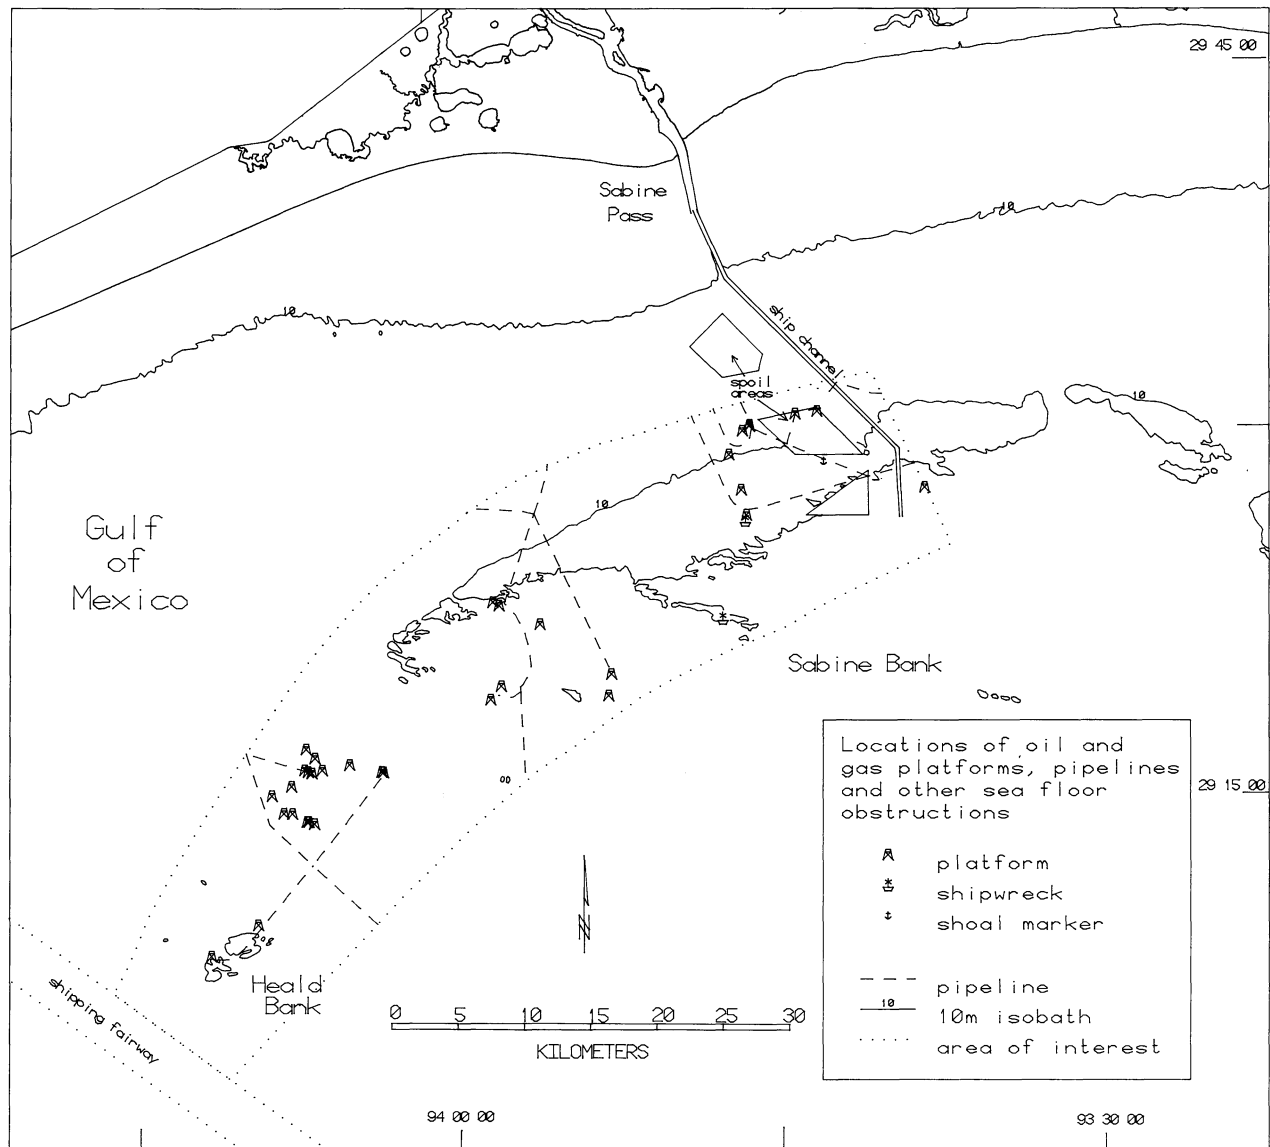 29 45 00
Sabine
Pass
10
10
ship channel
spoil
areas
10
10
Gulf
of
Mexico
Sabine Bank
Locations of oil and
gas platforms, pipelines
and other sea floor
obstructions
platform
shipwreck
shoal marker
pipeline
10
10m isobath
area of interest
29 15 00
Heald
Bank
shipping fairway
N
0 5 10 15 20 25 30
KILOMETERS
94 00 00
93 30 00